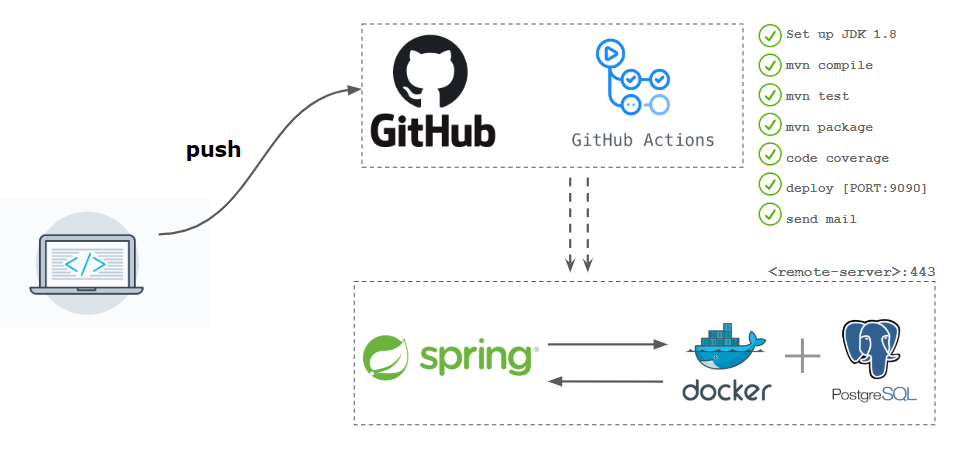 push
GitHub
GitHub Actions
Set up JDK 1.8
mvn compile
mvn test
mvn package
code coverage
deploy [PORT:9090]
send mail
<remote-server>:443
</>
spring
docker
PostgreSQL